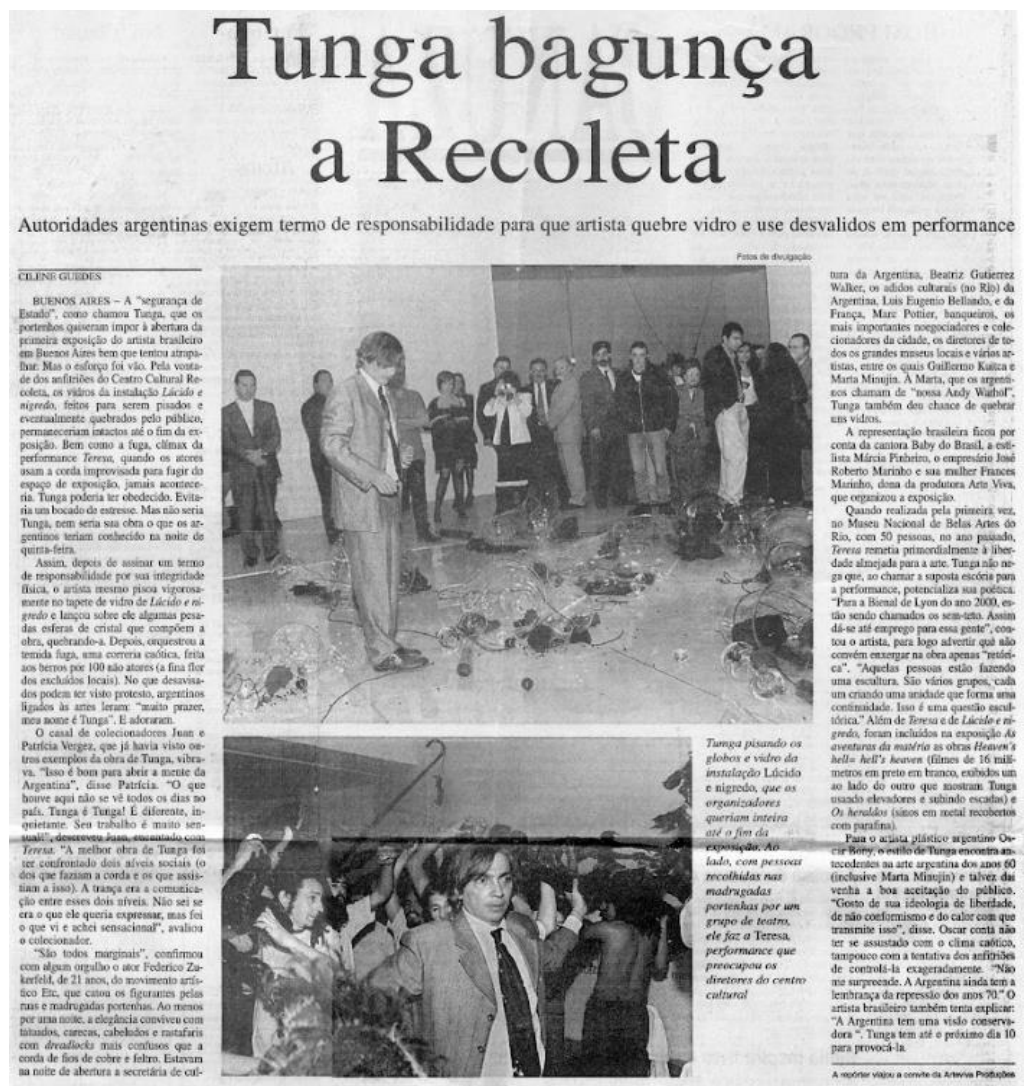 Tunga bagunça
a Recoleta
Autoridades argentinas exigem termo de responsabilidade para que artista quebre vidro e use desvalidos em performance
Fotos de divulgação
CILENE GUEDES
BUENOS AIRES – A "segurança de
Estado", como chamou Tunga, que os
portenhos quiseram impor à abertura da
primeira exposição do artista brasileiro
em Buenos Aires bem que tentou atrapa-
lhar. Mas o esforço foi vão. Pela vonta-
de dos anfitriões do Centro Cultural Re-
coleta, os vidros da instalação Lúcido e
nigredo, feitos para serem pisados e
eventualmente quebrados pelo público,
permaneceriam intactos até o fim da ex-
posição. Bem como a fuga, clímax da
performance Teresa, quando os atores
usam a corda improvisada para fugir do
espaço de exposição, jamais acontece-
ria. Tunga poderia ter obedecido. Evita-
ria um bocado de estresse. Mas não seria
Tunga, nem seria sua obra o que os ar-
gentinos teriam conhecido na noite de
quinta-feira.
Assim, depois de assinar um termo
de responsabilidade por sua integridade
física, o artista mesmo pisou vigorosa-
mente no tapete de vidro de Lúcido e ni-
gredo e lançou sobre ele algumas pesa-
das esferas de cristal que compõem a
obra, quebrando-a. Depois, orquestrou a
temida fuga, uma correria caótica, feita
aos berros por 100 não atores (a fina flor
dos excluídos locais). No que desavisa-
dos podem ter visto protesto, argentinos
ligados às artes leram: "muito prazer,
meu nome é Tunga". E adoraram.
O casal de colecionadores Juan e
Patrícia Vergez, que já havia visto ou-
tros exemplos da obra de Tunga, vibra-
va. "Isso é bom para abrir a mente da
Argentina", disse Patrícia. "O que
houve aqui não se vê todos os dias no
país. Tunga é Tunga! É diferente, in-
quietante. Seu trabalho é muito sen-
sual!", descreveu Juan, encantado com
Teresa. "A melhor obra de Tunga foi
ter confrontado dois níveis sociais (o
dos que faziam a corda e os que assis-
tiam a isso). A trança era a comunica-
ção entre esses dois níveis. Não sei se
era o que ele queria expressar, mas foi
o que vi e achei sensacional", avaliou
o colecionador.
"São todos marginais", confirmou
com algum orgulho o ator Federico Zu-
kerfeld, de 21 anos, do movimento artís-
tico Etc, que catou os figurantes pelas
ruas e madrugadas portenhas. Ao menos
por uma noite, a elegância conviveu com
tatuados, carecas, cabeludos e rastafaris
com dreadlocks mais confusos que a
corda de fios de cobre e feltro. Estavam
na noite de abertura a secretária de cul-
Tunga pisando os
globos e vidro da
instalação Lúcido
e nigredo, que os
organizadores
queriam inteira
até o fim da
exposição. Ao
lado, com pessoas
recolhidas nas
madrugadas
portenhas por um
grupo de teatro,
ele faz a Teresa,
performance que
preocupou os
diretores do centro
cultural
tura da Argentina, Beatriz Gutierrez
Walker, os adidos culturais (no Rio) da
Argentina, Luis Eugenio Bellando, e da
França, Marc Pottier, banqueiros, os
mais importantes noegociadores e cole-
cionadores da cidade, os diretores de to-
dos os grandes museus locais e vários ar-
tistas, entre os quais Guillermo Kuitca e
Marta Minujin. À Marta, que os argenti-
nos chamam de "nossa Andy Warhol",
Tunga também deu chance de quebrar
uns vidros.
A representação brasileira ficou por
conta da cantora Baby do Brasil, a esti-
lista Márcia Pinheiro, o empresário José
Roberto Marinho e sua mulher Frances
Marinho, dona da produtora Arte Viva,
que organizou a exposição.
Quando realizada pela primeira vez,
no Museu Nacional de Belas Artes do
Rio, com 50 pessoas, no ano passado,
Teresa remetia primordialmente à liber-
dade almejada para a arte. Tunga não ne-
ga que, ao chamar a suposta escória para
a performance, potencializa sua poética.
"Para a Bienal de Lyon do ano 2000, es-
tão sendo chamados os sem-teto. Assim
dá-se até emprego para essa gente", con-
tou o artista, para logo advertir que não
convém enxergar na obra apenas "retóri-
ca". "Aquelas pessoas estão fazendo
uma escultura. São vários grupos, cada
um criando uma unidade que forma uma
continuidade. Isso é uma questão escul-
tórica." Além de Teresa e de Lúcido e ni-
gredo, foram incluídos na exposição As
aventuras da matéria as obras Heaven's
hell= hell's heaven (filmes de 16 milí-
metros em preto em branco, exibidos um
ao lado do outro que mostram Tunga
usando elevadores e subindo escadas) e
Os heraldos (sinos em metal recobertos
com parafina).
Para o artista plástico argentino Os-
car Bony, o estilo de Tunga encontra an-
tecedentes na arte argentina dos anos 60
(inclusive Marta Minujin) e talvez daí
venha a boa aceitação do público.
"Gosto de sua ideologia de liberdade,
de não conformismo e do calor com que
transmite isso", disse. Oscar conta não
ter se assustado com o clima caótico,
tampouco com a tentativa dos anfitriões
de controlá-la exageradamente. "Não
me surpreende. A Argentina ainda tem a
lembrança da repressão dos anos 70." O
artista brasileiro também tenta explicar:
"A Argentina tem uma visão conserva-
dora ". Tunga tem até o próximo dia 10
para provocá-la.
A repórter viajou a convite da Arteviva Produções